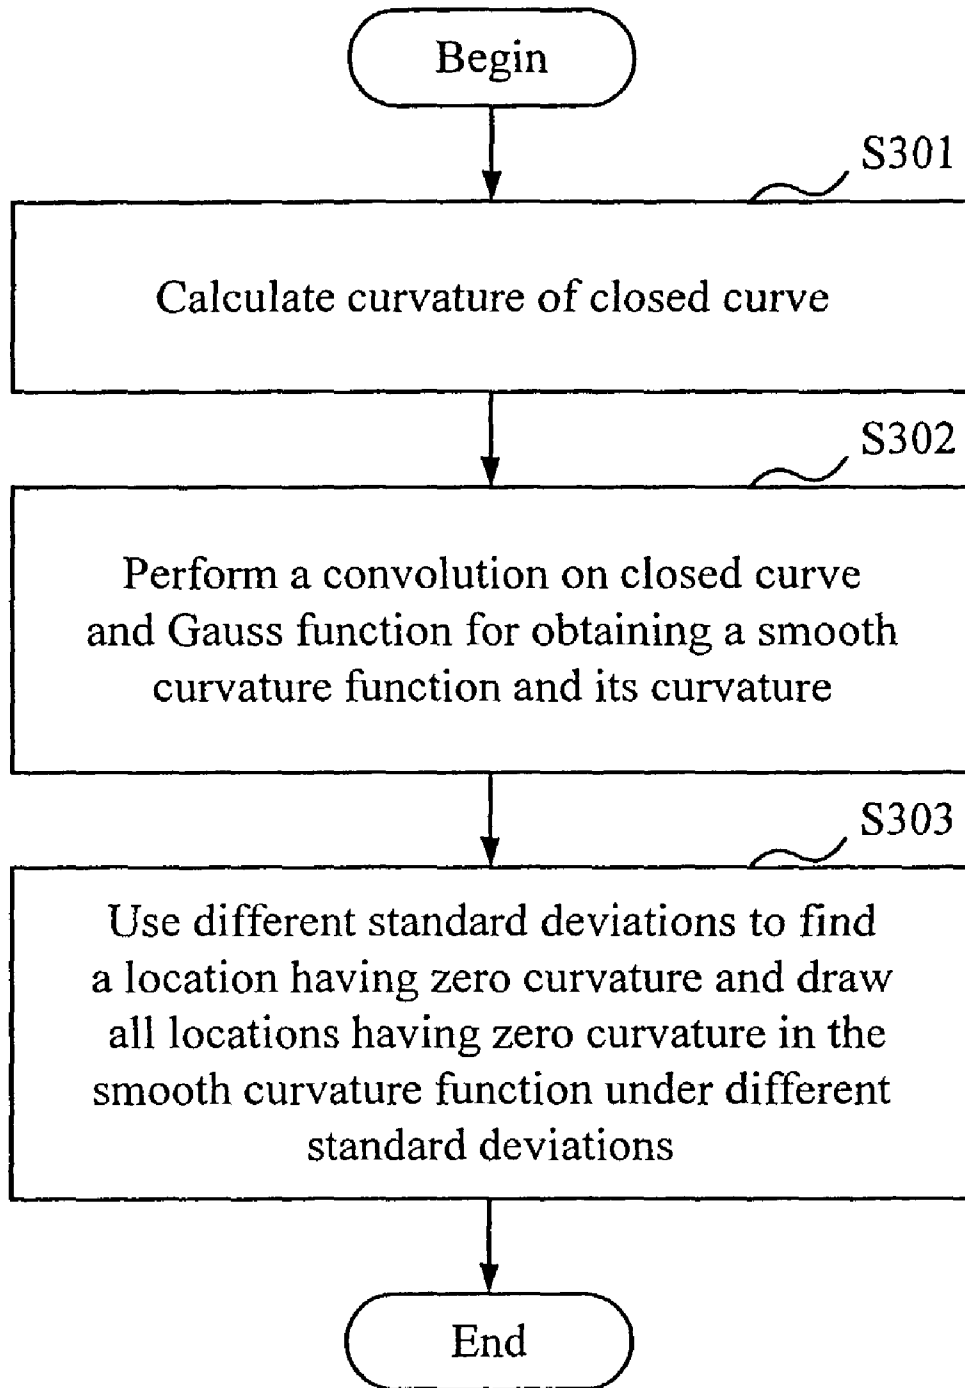 Begin
S301
Calculate curvature of closed curve
S302
Perform a convolution on closed curve
and Gauss function for obtaining a smooth
curvature function and its curvature
S303
Use different standard deviations to find
a location having zero curvature and draw
all locations having zero curvature in the
smooth curvature function under different
standard deviations
End